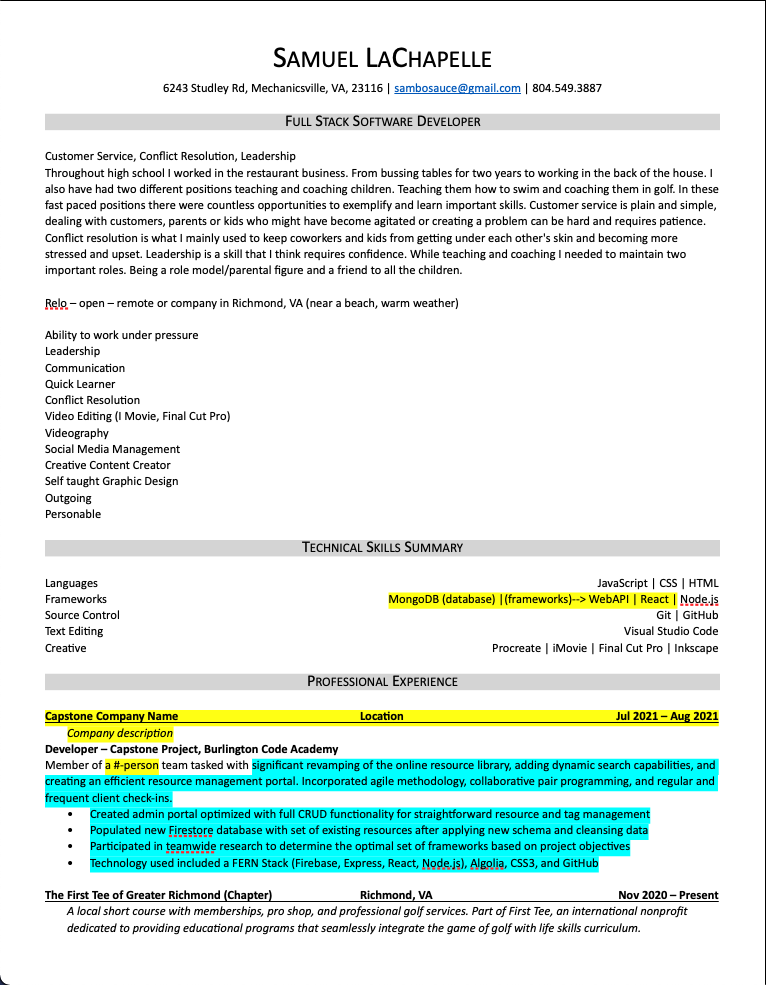 SAMUEL LACHAPELLE
6243 Studley Rd, Mechanicsville, VA, 23116 | sambosauce@gmail.com | 804.549.3887
FULL STACK SOFTWARE DEVELOPER
Customer Service, Conflict Resolution, Leadership
Throughout high school I worked in the restaurant business. From bussing tables for two years to working in the back of the house. I
also have had two different positions teaching and coaching children. Teaching them how to swim and coaching them in golf. In these
fast paced positions there were countless opportunities to exemplify and learn important skills. Customer service is plain and simple,
dealing with customers, parents or kids who might have become agitated or creating a problem can be hard and requires patience.
Conflict resolution is what I mainly used to keep coworkers and kids from getting under each other's skin and becoming more
stressed and upset. Leadership is a skill that I think requires confidence. While teaching and coaching I needed to maintain two
important roles. Being a role model/parental figure and a friend to all the children.
Relo – open – remote or company in Richmond, VA (near a beach, warm weather)
Ability to work under pressure
Leadership
Communication
Quick Learner
Conflict Resolution
Video Editing (I Movie, Final Cut Pro)
Videography
Social Media Management
Creative Content Creator
Self taught Graphic Design
Outgoing
Personable
TECHNICAL SKILLS SUMMARY
Languages JavaScript | CSS | HTML
Frameworks MongoDB (database) |(frameworks)--> WebAPI | React | Node.js
Source Control Git | GitHub
Text Editing Visual Studio Code
Creative Procreate | iMovie | Final Cut Pro | Inkscape
PROFESSIONAL EXPERIENCE
Capstone Company Name Location Jul 2021 – Aug 2021
Company description
Developer – Capstone Project, Burlington Code Academy
Member of a #-person team tasked with significant revamping of the online resource library, adding dynamic search capabilities, and
creating an efficient resource management portal. Incorporated agile methodology, collaborative pair programming, and regular and
frequent client check-ins.
• Created admin portal optimized with full CRUD functionality for straightforward resource and tag management
• Populated new Firestore database with set of existing resources after applying new schema and cleansing data
• Participated in teamwide research to determine the optimal set of frameworks based on project objectives
• Technology used included a FERN Stack (Firebase, Express, React, Node.js), Algolia, CSS3, and GitHub
The First Tee of Greater Richmond (Chapter) Richmond, VA Nov 2020 – Present
A local short course with memberships, pro shop, and professional golf services. Part of First Tee, an international nonprofit
dedicated to providing educational programs that seamlessly integrate the game of golf with life skills curriculum.